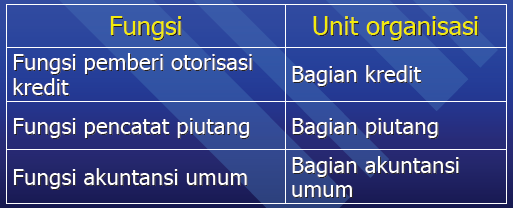 Fungsi
Unit organisasi
Fungsi pemberi otorisasi
kredit
Bagian kredit
Fungsi pencatat piutang
Bagian piutang
Fungsi akuntansi umum
Bagian akuntansi
umum